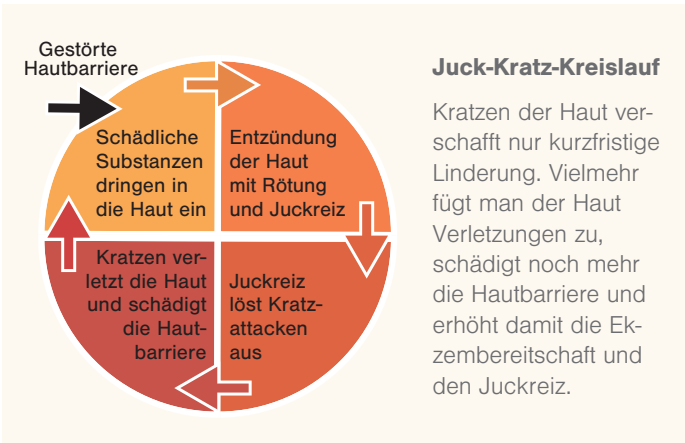 Gestörte
Hautbarriere
Schädliche
Substanzen
dringen in
die Haut ein
Entzündung
der Haut
mit Rötung
und Juckreiz
Juckreiz
löst Kratz-
attacken
aus
Kratzen ver-
letzt die Haut
und schädigt
die Haut-
barriere
Juck-Kratz-Kreislauf
Kratzen der Haut ver-
schafft nur kurzfristige
Linderung. Vielmehr
fügt man der Haut
Verletzungen zu,
schädigt noch mehr
die Hautbarriere und
erhöht damit die Ek-
zembereitschaft und
den Juckreiz.